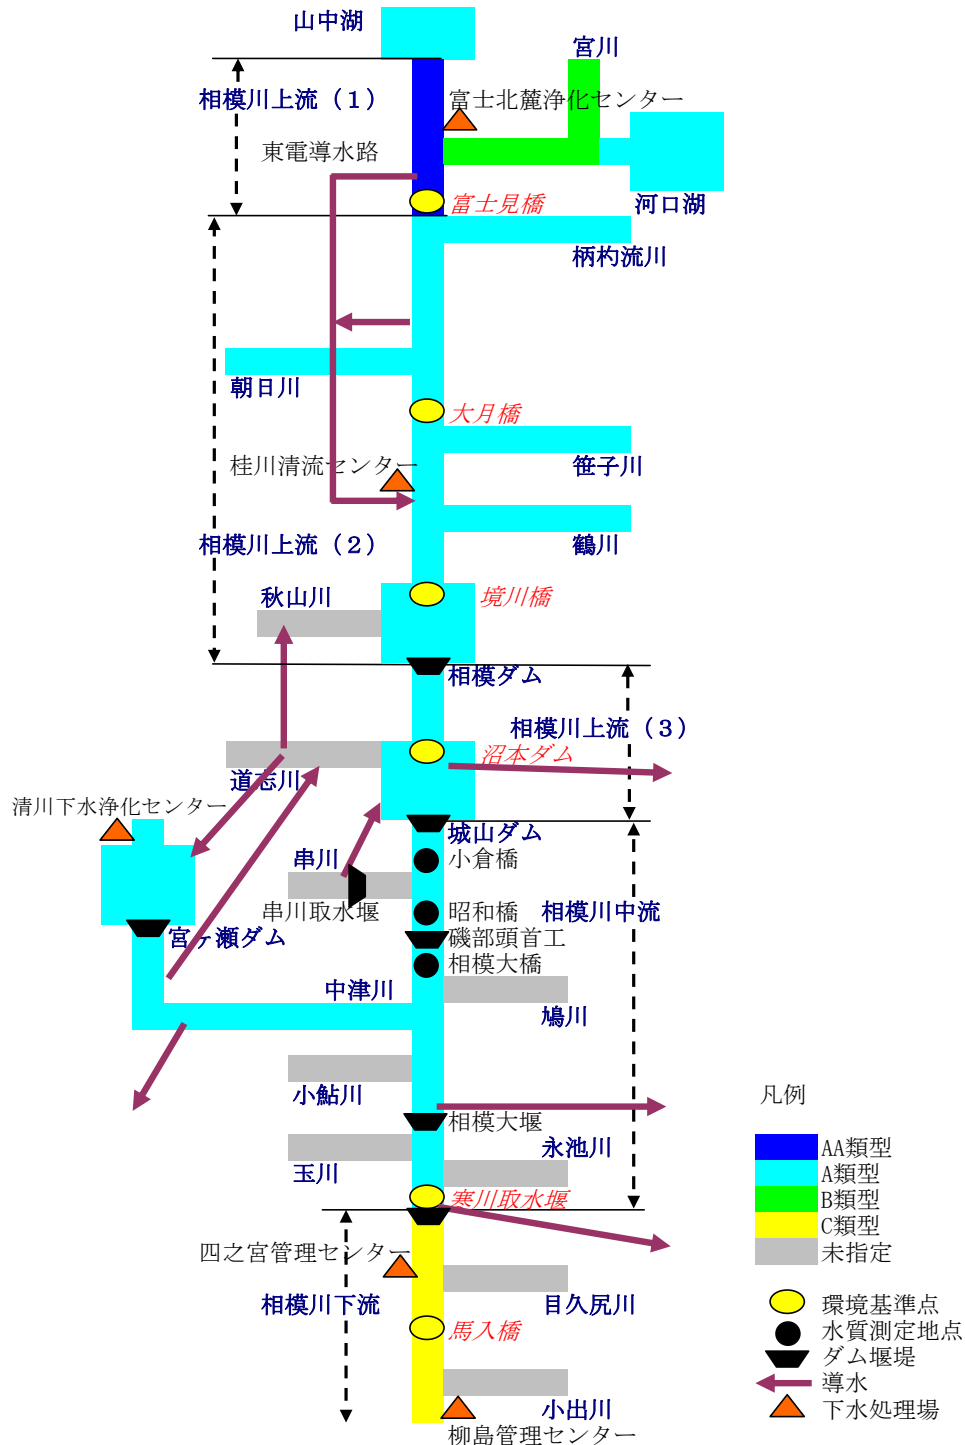 山中湖
宮川
相模川上流（１）
富士北麓浄化センター
東電導水路
富士見橋
河口湖
柄杓流川
朝日川
大月橋
桂川清流センター
笹子川
相模川上流（２）
鶴川
秋山川
境川橋
相模ダム
相模川上流（３）
沼本ダム
道志川
清川下水浄化センター
城山ダム
串川
小倉橋
串川取水堰
昭和橋
相模川中流
宮ヶ瀬ダム
磯部頭首工
相模大橋
中津川
鳩川
小鮎川
凡例
相模大堰
永池川
AA類型
玉川
A類型
寒川取水堰
B類型
C類型
四之宮管理センター
未指定
相模川下流
目久尻川
環境基準点
馬入橋
水質測定地点
ダム堰堤
導水
小出川
下水処理場
柳島管理センター